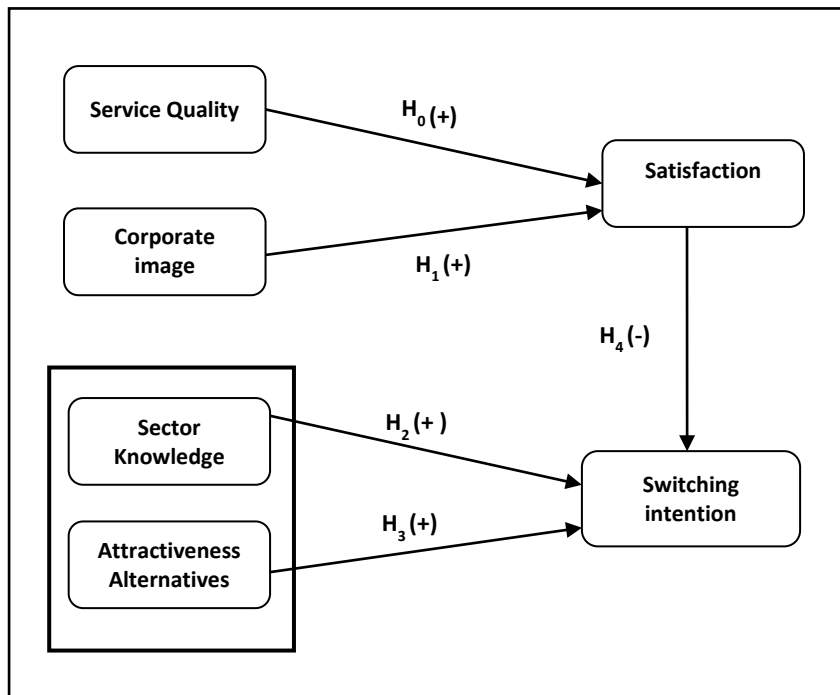 Service Quality
H₀ (+)
Satisfaction
Corporate
image
H₁ (+)
H₄ (-)
Sector
Knowledge
H₂ (+ )
Switching
intention
Attractiveness
Alternatives
H₃ (+)